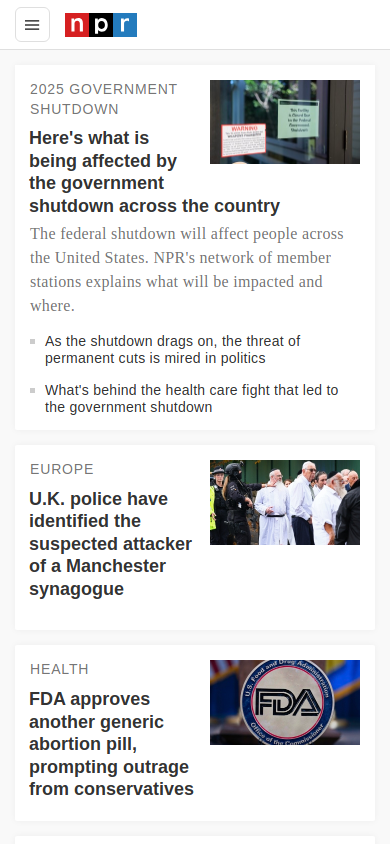 npr
2025 GOVERNMENT
SHUTDOWN
Here's what is
being affected by
the government
shutdown across the country
The federal shutdown will affect people across
the United States. NPR's network of member
stations explains what will be impacted and
where.
As the shutdown drags on, the threat of
permanent cuts is mired in politics
What's behind the health care fight that led to
the government shutdown
WARNING
EUROPE
U.K. police have
identified the
suspected attacker
of a Manchester
synagogue
HEALTH
FDA approves
another generic
abortion pill,
prompting outrage
from conservatives
U.S. Food and Drug Administration
FDA
Office of the Commissioner